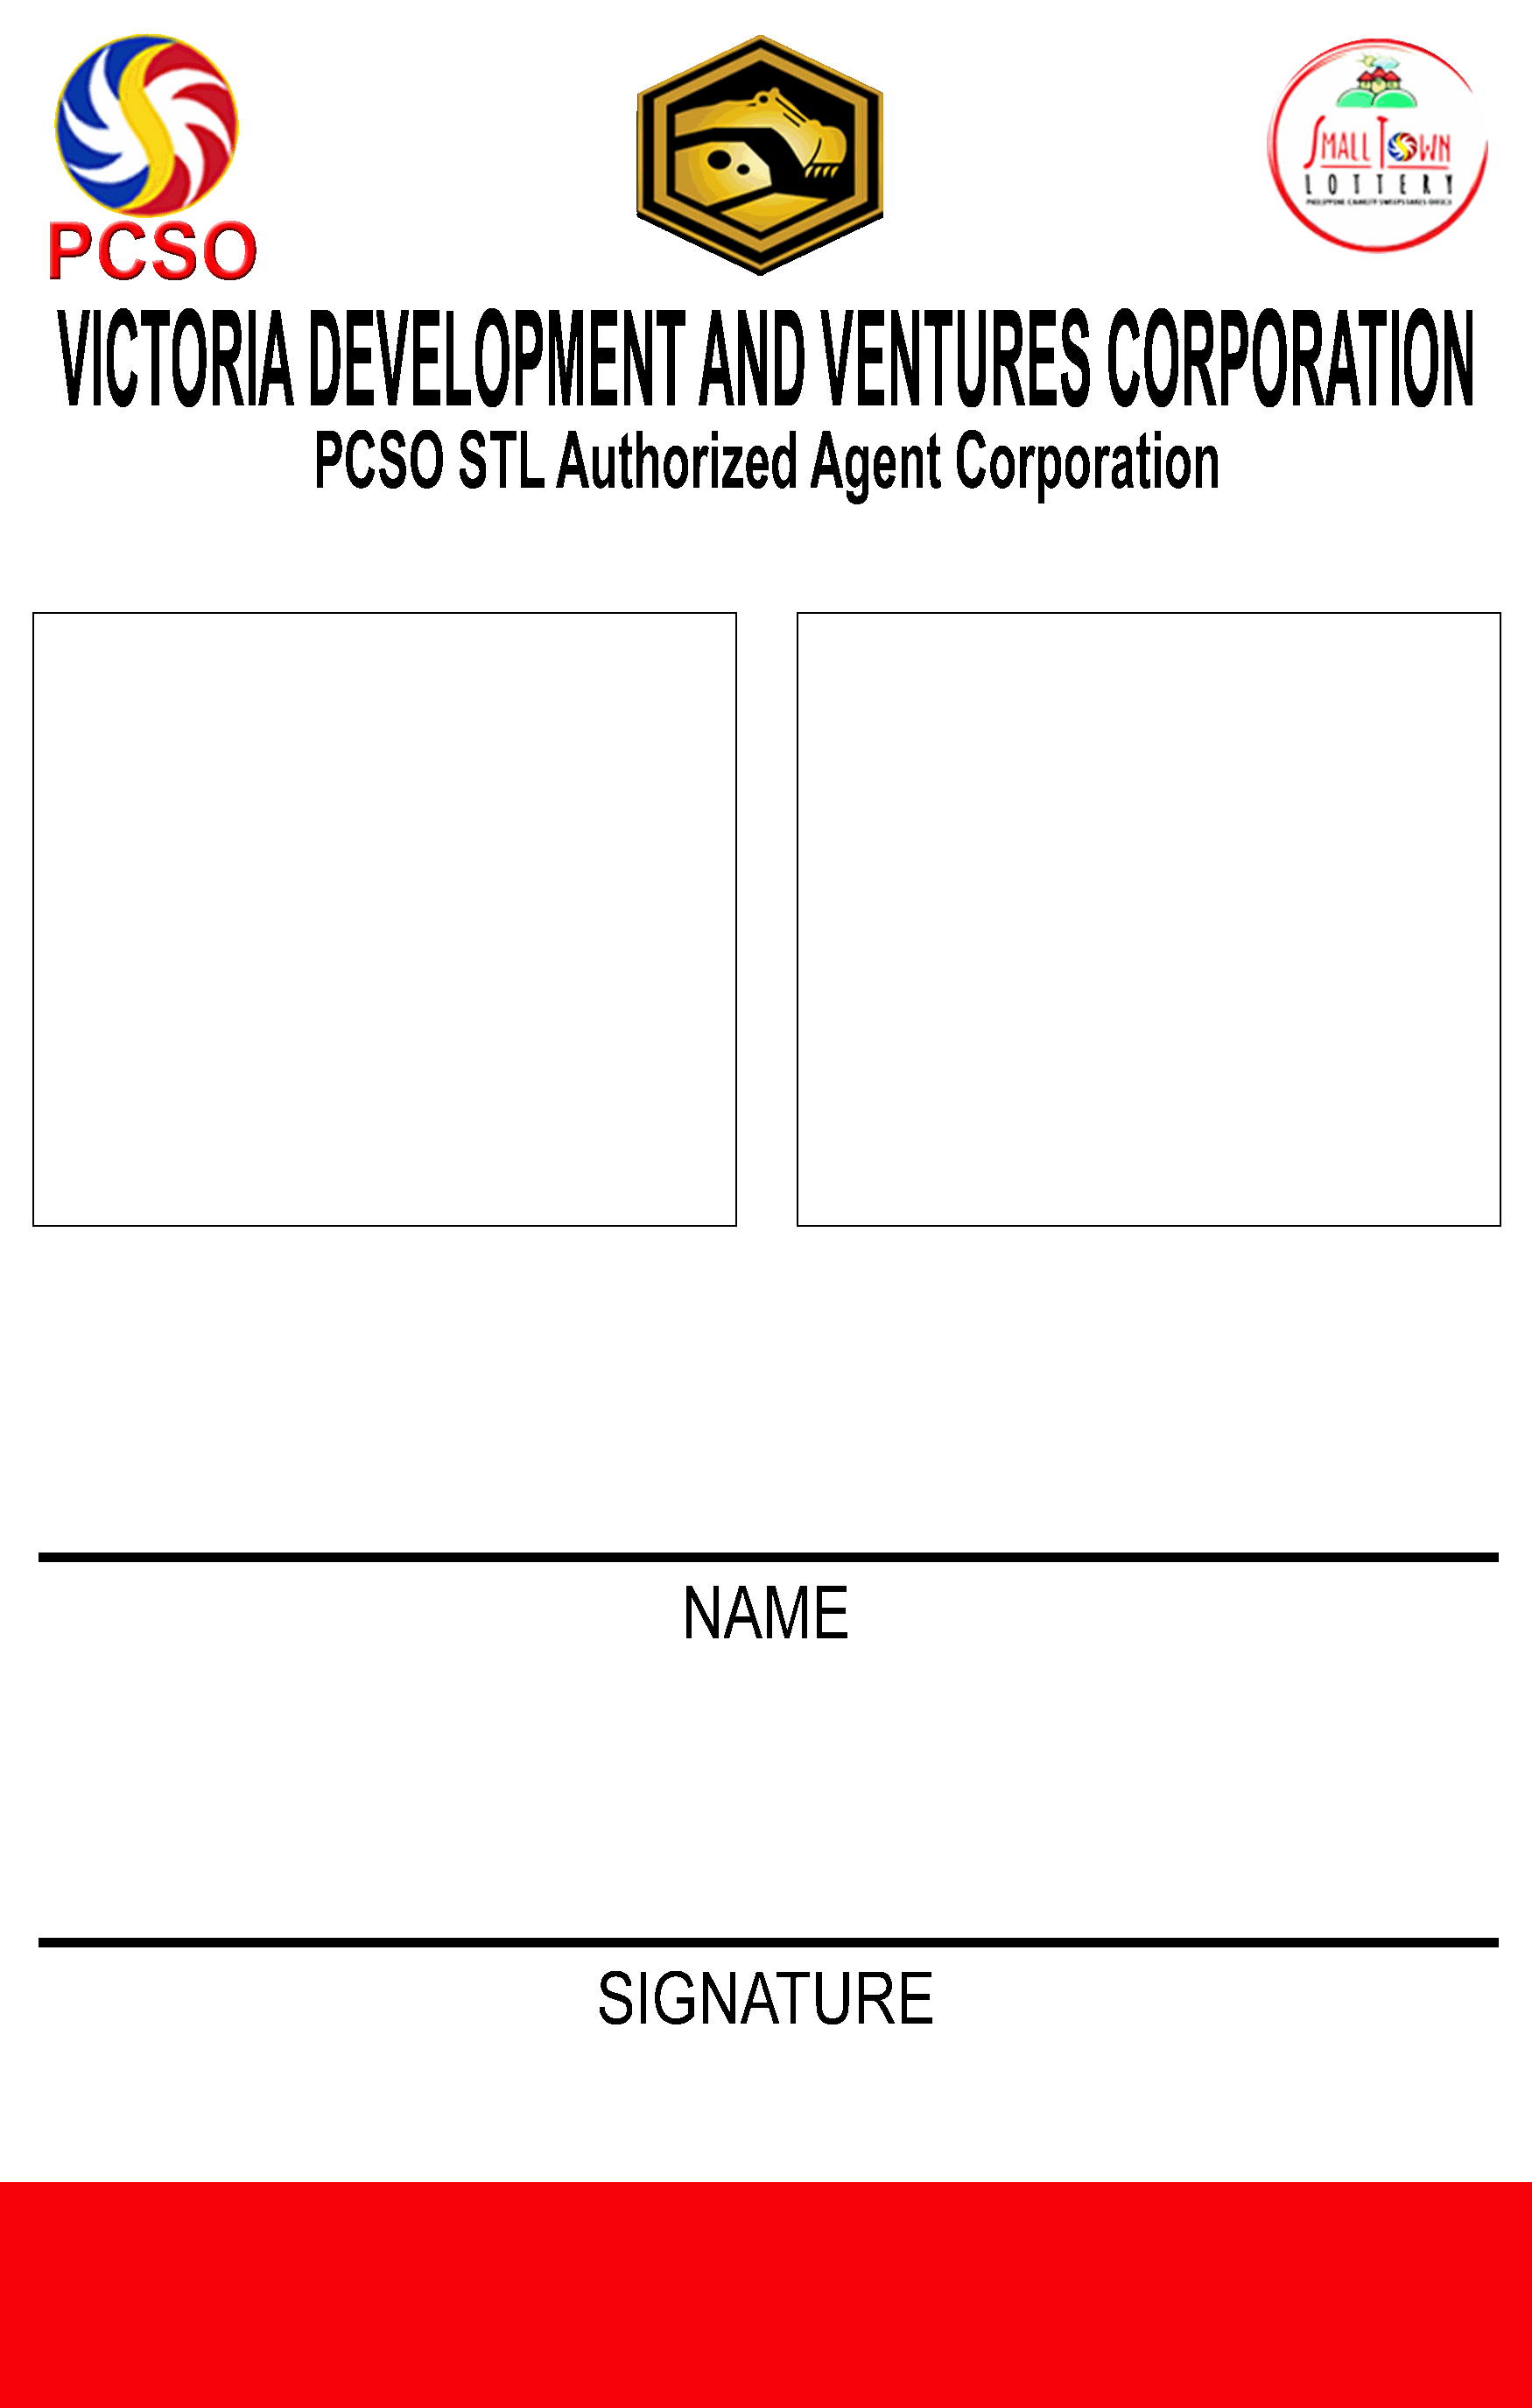 PCSO
SMALL TOWN
LOTTERY
PHILIPPINE CHARITY SWEEPSTAKES OFFICE
VICTORIA DEVELOPMENT AND VENTURES CORPORATION
PCSO STL Authorized Agent Corporation
NAME
SIGNATURE